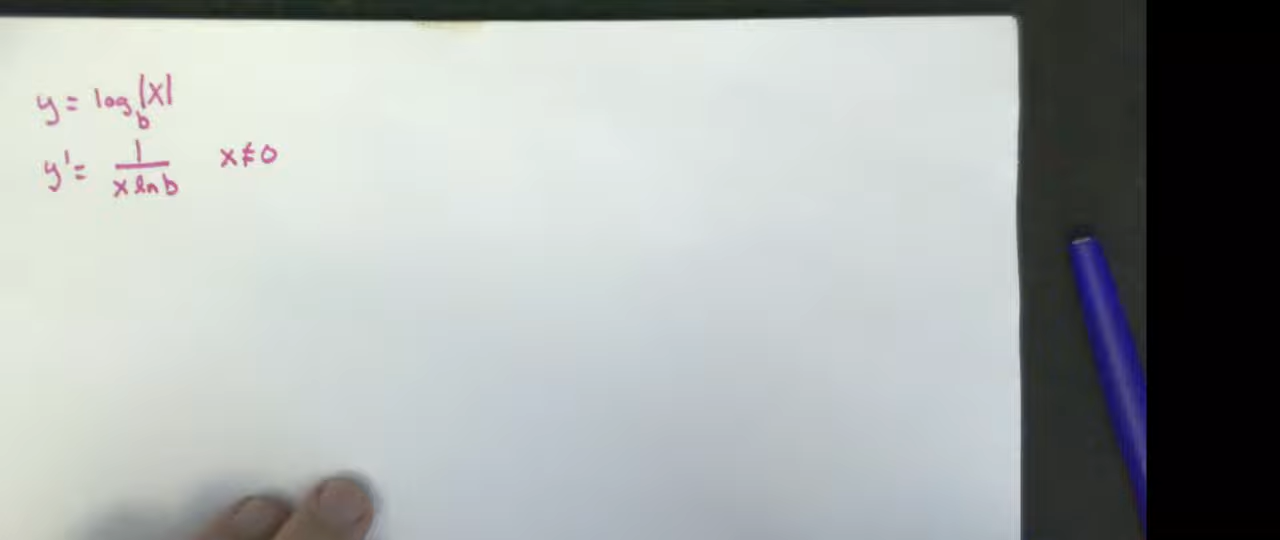 y = log_b |x|
y' = 1 / (x ln b) x ≠ 0